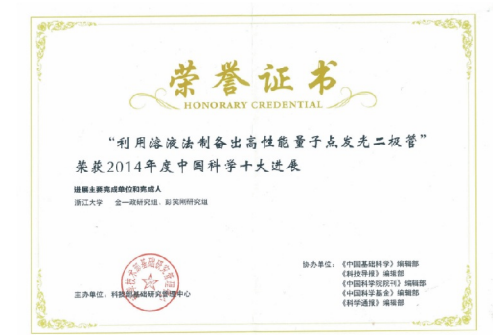 荣誉证书
HONORARY CREDENTIAL
“利用溶液法制备出高性能量子点发光二极管”
荣获2014年度中国科学十大进展
进展主要完成单位和完成人
浙江大学 金一政研究组、彭笑刚研究组
协办单位:《中国基础科学》编辑部
《科技导报》编辑部
《中国科学院院刊》编辑部
《中国科学基金》编辑部
《科学通报》编辑部
主办单位:科技部基础研究管理中心